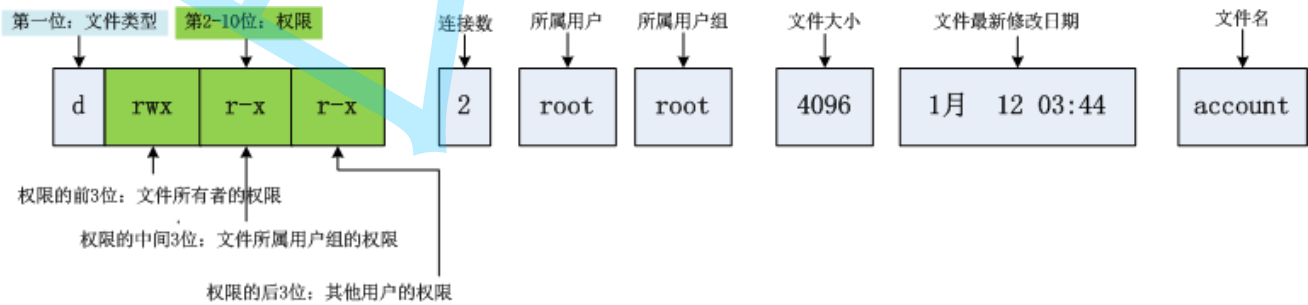 第一位：文件类型 第2-10位：权限 连接数 所属用户 所属用户组 文件大小 文件最新修改日期 文件名
d rwx r-x r-x 2 root root 4096 1月 12 03:44 account
权限的前3位：文件所有者的权限
权限的中间3位：文件所属用户组的权限
权限的后3位：其他用户的权限